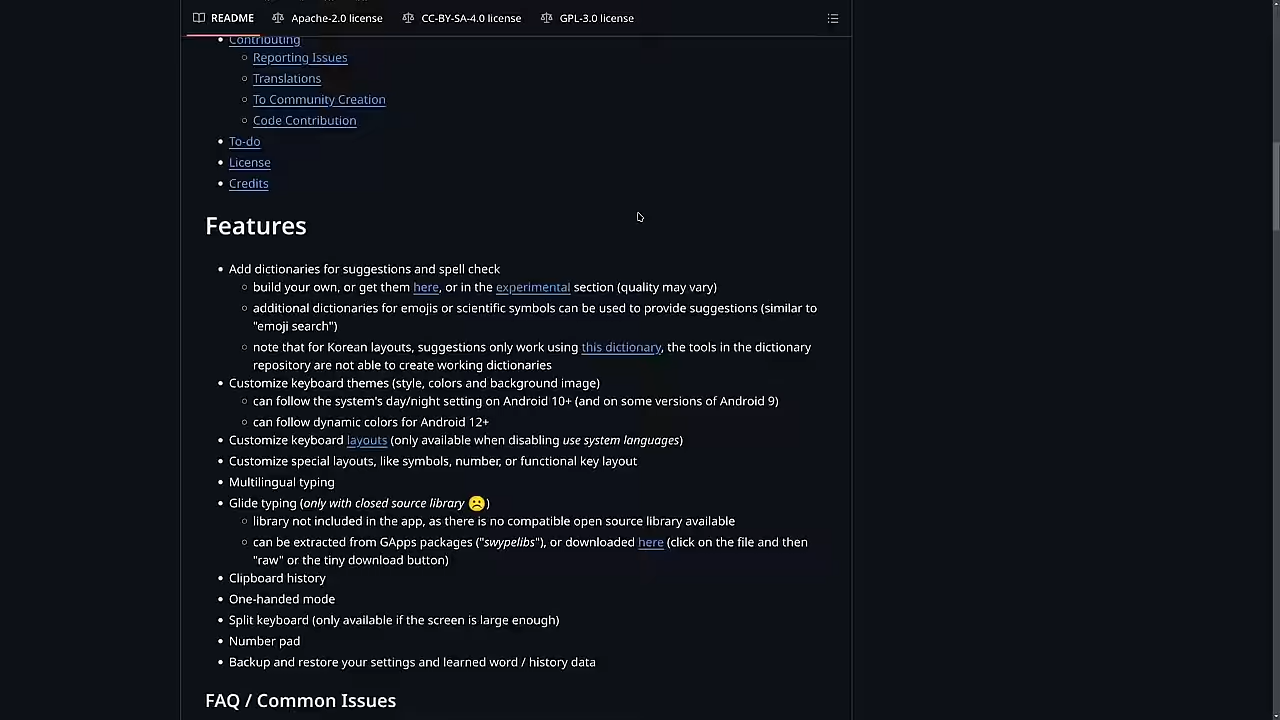 README Apache-2.0 license CC-BY-SA-4.0 license GPL-3.0 license
Contributing
Reporting Issues
Translations
To Community Creation
Code Contribution
To-do
License
Credits
Features
Add dictionaries for suggestions and spell check
build your own, or get them here, or in the experimental section (quality may vary)
additional dictionaries for emojis or scientific symbols can be used to provide suggestions (similar to
"emoji search")
note that for Korean layouts, suggestions only work using this dictionary, the tools in the dictionary
repository are not able to create working dictionaries
Customize keyboard themes (style, colors and background image)
can follow the system's day/night setting on Android 10+ (and on some versions of Android 9)
can follow dynamic colors for Android 12+
Customize keyboard layouts (only available when disabling use system languages)
Customize special layouts, like symbols, number, or functional key layout
Multilingual typing
Glide typing (only with closed source library ☹️)
library not included in the app, as there is no compatible open source library available
can be extracted from GApps packages ("swypelibs"), or downloaded here (click on the file and then
"raw" or the tiny download button)
Clipboard history
One-handed mode
Split keyboard (only available if the screen is large enough)
Number pad
Backup and restore your settings and learned word / history data
FAQ / Common Issues